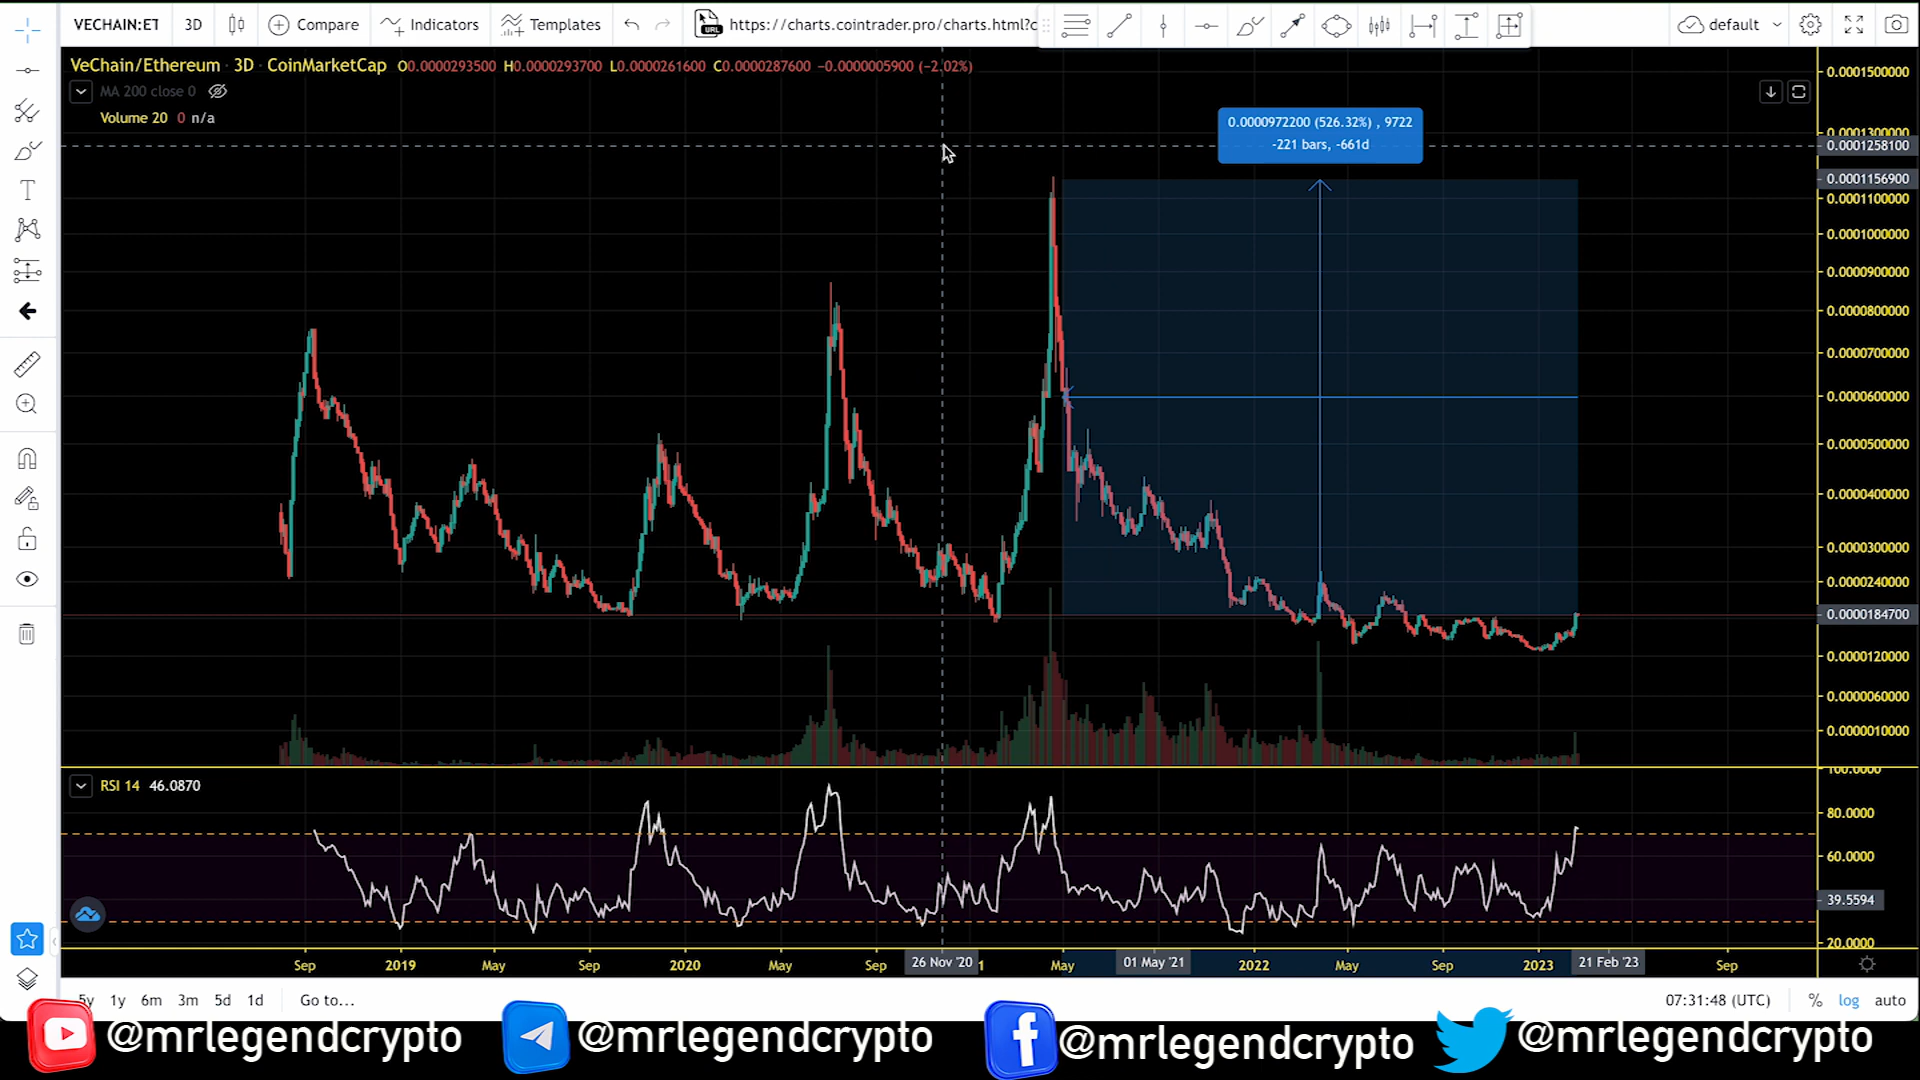 VECHAIN:ET 3D Compare Indicators Templates https://charts.cointrader.pro/charts.html?c default
VeChain/Ethereum · 3D · CoinMarketCap O0.0000293500 H0.0000293700 L0.0000261600 C0.0000287600 −0.0000005900 (−2.02%)
MA 200 close 0
Volume 20 0 n/a
0.0000972200 (526.32%) , 9722
-221 bars, -661d
0.0001500000
0.0001300000
0.0001258100
0.0001156900
0.0001100000
0.0001000000
0.0000900000
0.0000800000
0.0000700000
0.0000600000
0.0000500000
0.0000400000
0.0000300000
0.0000240000
0.0000184700
0.0000120000
0.0000060000
0.0000010000
RSI 14 46.0870
100.0000
80.0000
60.0000
39.5594
20.0000
Sep 2019 May Sep 2020 May Sep 26 Nov '20 1 May 01 May '21 2022 May Sep 2023 21 Feb '23 Sep
5y 1y 6m 3m 5d 1d Go to... 07:31:48 (UTC) % log auto
@mrlegendcrypto @mrlegendcrypto @mrlegendcrypto @mrlegendcrypto